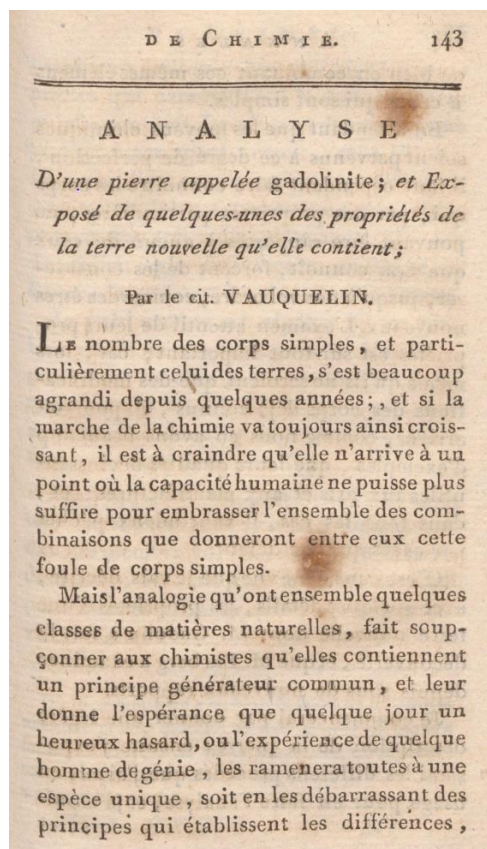 DE CHIMIE. 143
ANALYSE
D'une pierre appelée gadolinite; et Ex-
posé de quelques-unes des propriétés de
la terre nouvelle qu'elle contient;
Par le cit. VAUQUELIN.
LE nombre des corps simples, et parti-
culièrement celui des terres, s'est beaucoup
agrandi depuis quelques années;, et si la
marche de la chimie va toujours ainsi crois-
sant, il est à craindre qu'elle n'arrive à un
point où la capacité humaine ne puisse plus
suffire pour embrasser l'ensemble des com-
binaisons que donneront entre eux cette
foule de corps simples.
Mais l'analogie qu'ont ensemble quelques
classes de matières naturelles, fait soup-
çonner aux chimistes qu'elles contiennent
un principe générateur commun, et leur
donne l'espérance que quelque jour un
heureux hasard, ou l'expérience de quelque
homme de génie, les ramenera toutes à une
espèce unique, soit en les débarrassant des
principes qui établissent les différences,